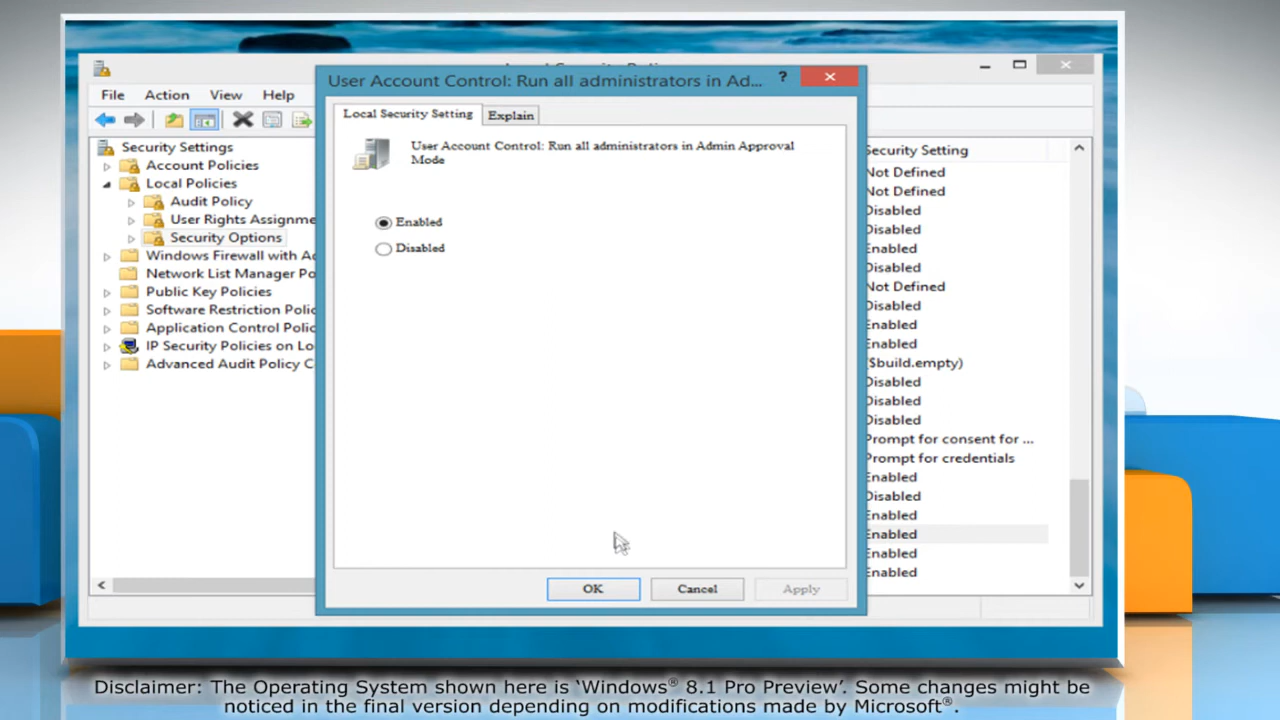 User Account Control: Run all administrators in Ad... ?
File Action View Help
Local Security Setting
Explain
User Account Control: Run all administrators in Admin Approval
Mode
Enabled
Disabled
OK
Cancel
Apply
Security Settings
Account Policies
Local Policies
Audit Policy
User Rights Assignme
Security Options
Windows Firewall with Ac
Network List Manager Po
Public Key Policies
Software Restriction Polic
Application Control Polic
IP Security Policies on Lo
Advanced Audit Policy C
Security Setting
Not Defined
Not Defined
Disabled
Disabled
Enabled
Disabled
Not Defined
Disabled
Enabled
Enabled
($build.empty)
Disabled
Disabled
Disabled
Prompt for consent for ...
Prompt for credentials
Enabled
Disabled
Enabled
Enabled
Enabled
Enabled
Disclaimer: The Operating System shown here is ‘Windows® 8.1 Pro Preview’. Some changes might be
noticed in the final version depending on modifications made by Microsoft®.